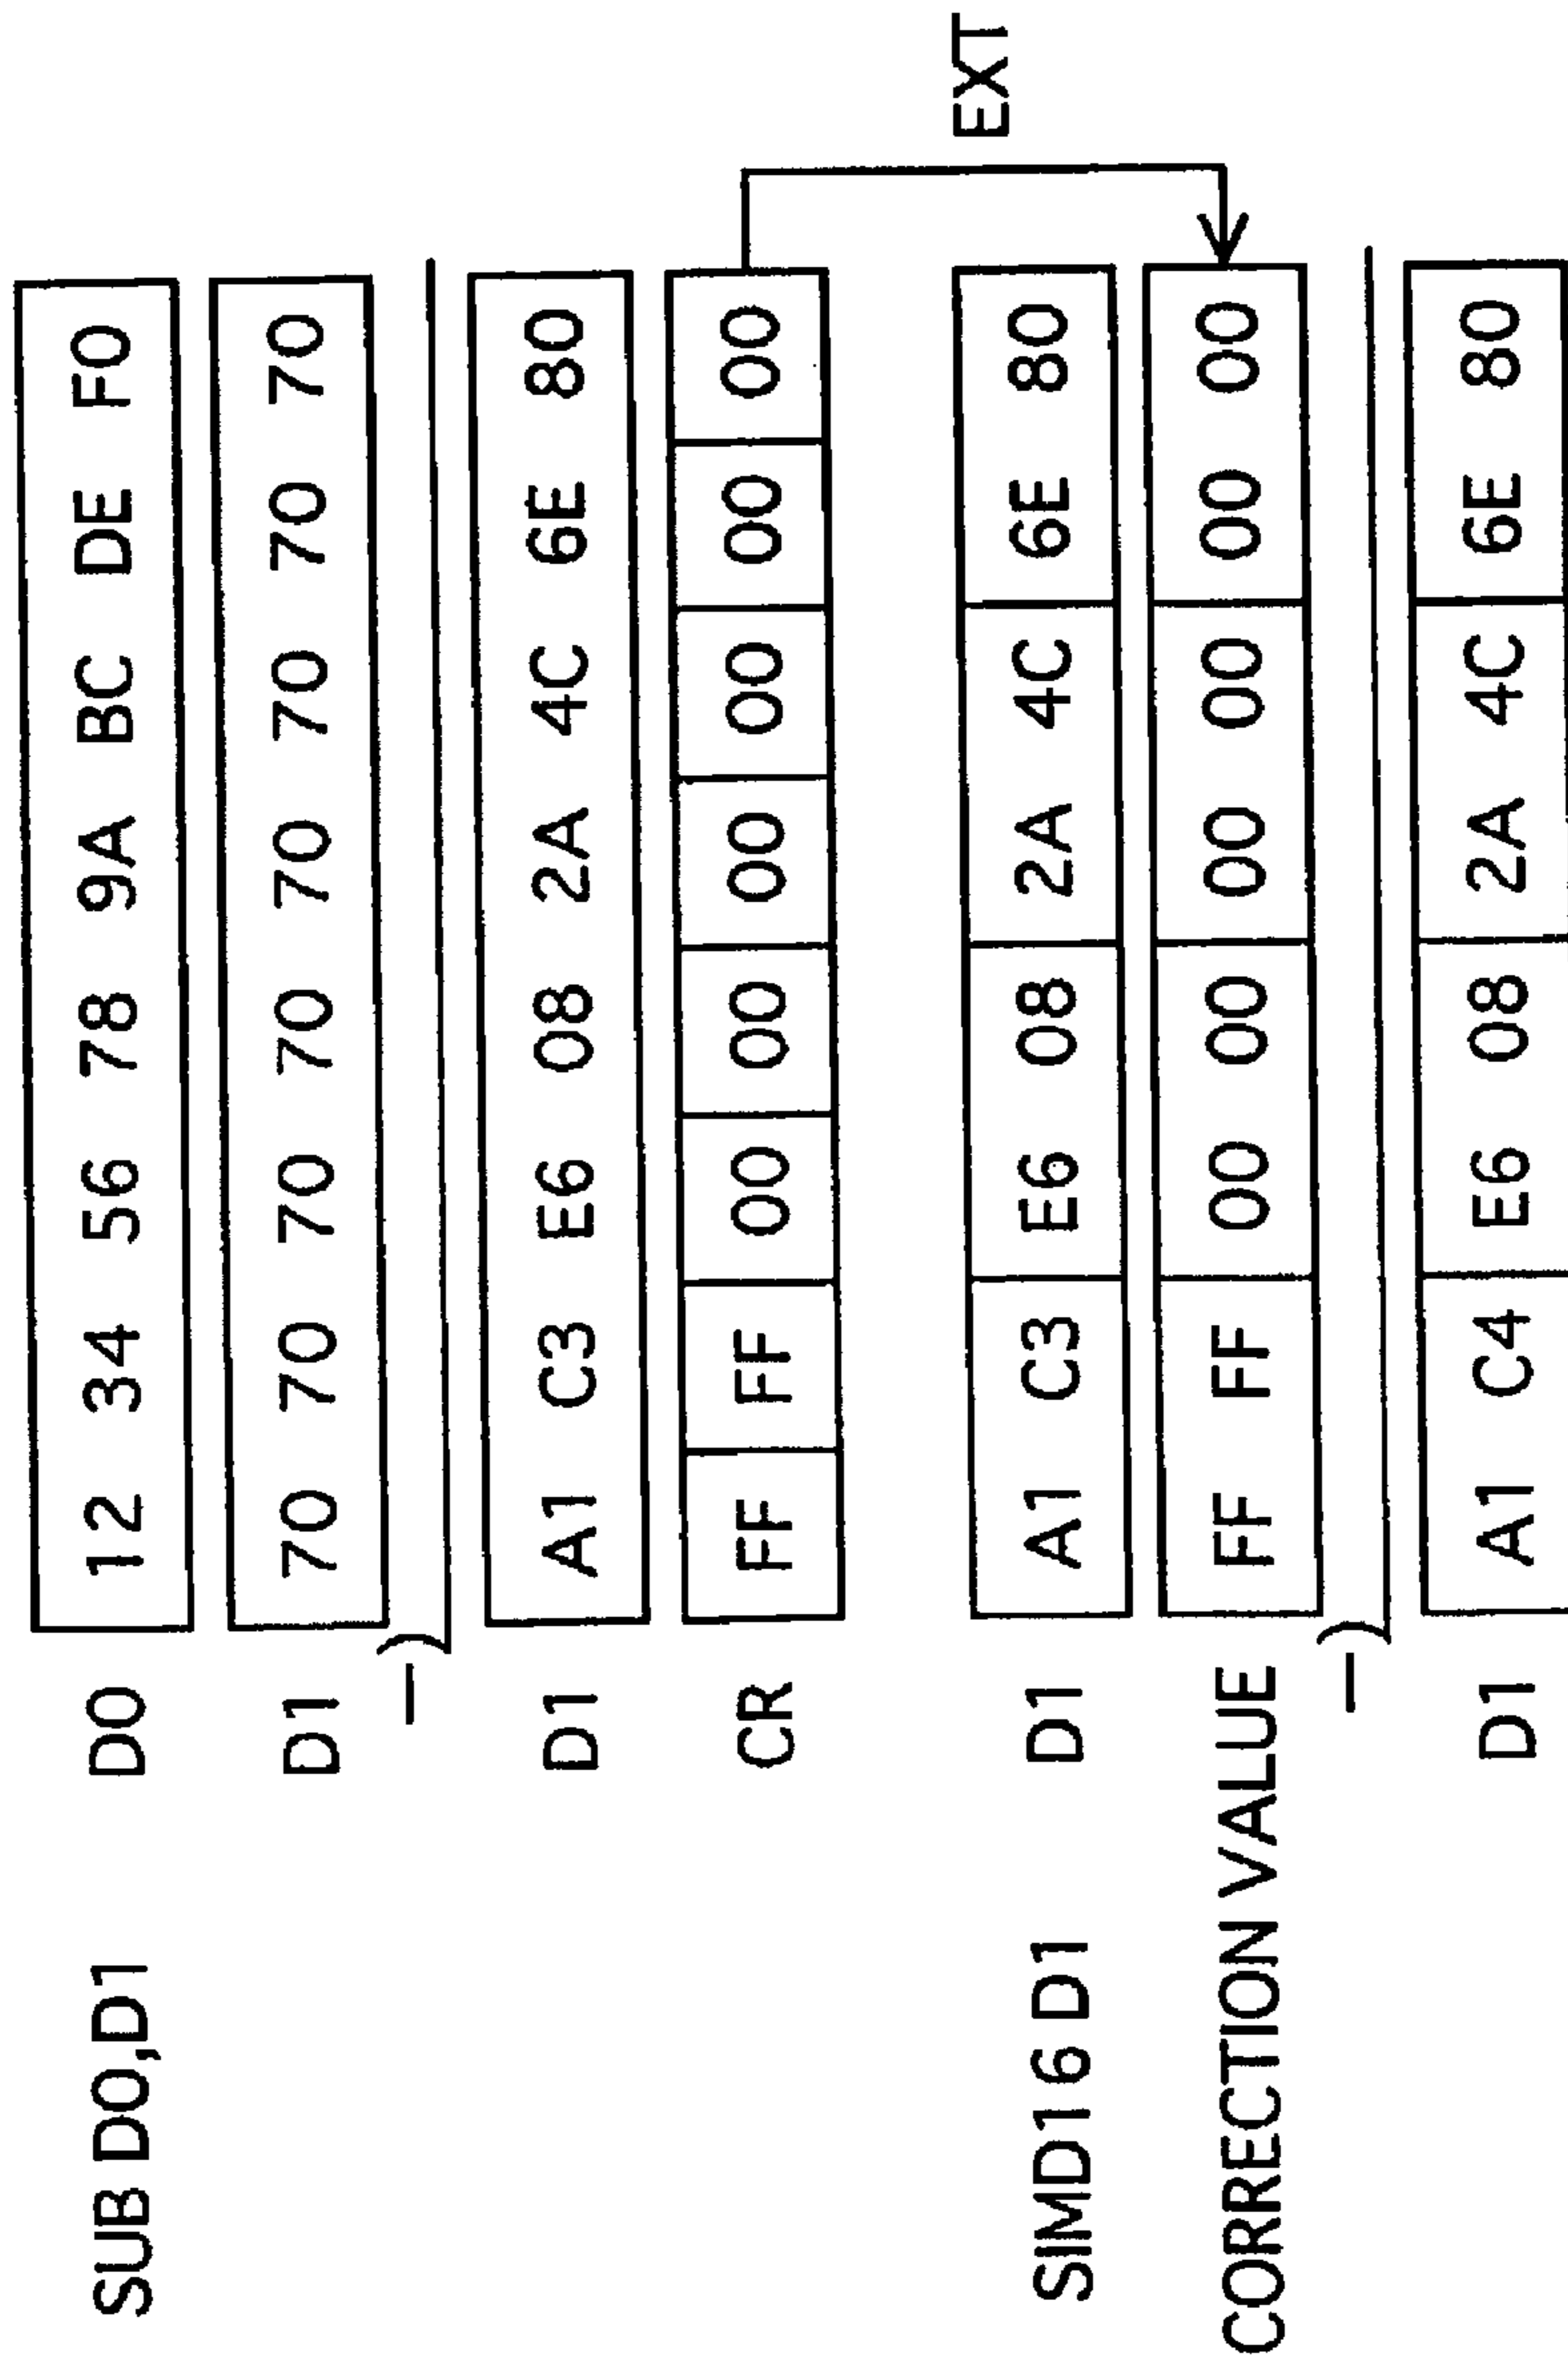 SUB D0,D1 D0 12 34 56 78 9A BC DE F0
D1 70 70 70 70 70 70 70 70
—)
D1 A1 C3 E6 08 2A 4C 6E 80
CR FF FF 00 00 00 00 00 00
EXT
SIMD16 D1 D1 A1 C3 E6 08 2A 4C 6E 80
CORRECTION VALUE FF FF 00 00 00 00 00 00
—)
D1 A1 C4 E6 08 2A 4C 6E 80